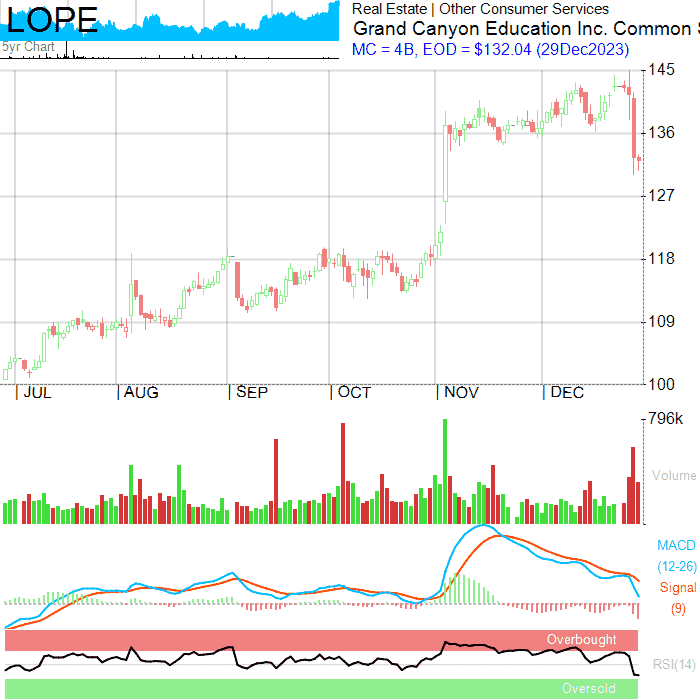 LOPE
5yr Chart
Real Estate | Other Consumer Services
Grand Canyon Education Inc. Common
MC = 4B, EOD = $132.04 (29Dec2023)
145
136
127
118
109
100
JUL AUG SEP OCT NOV DEC
796k
Volume
MACD
(12-26)
Signal
(9)
Overbought
RSI(14)
Oversold